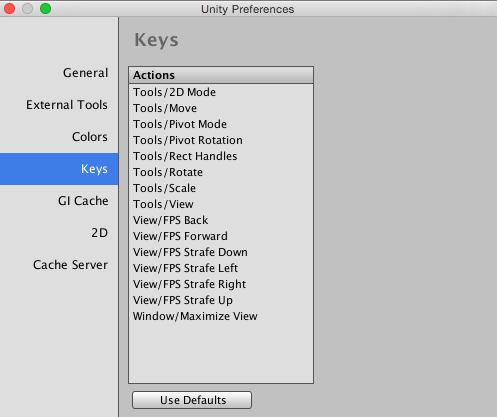 Unity Preferences
Keys
General
External Tools
Colors
Keys
GI Cache
2D
Cache Server
Actions
Tools/2D Mode
Tools/Move
Tools/Pivot Mode
Tools/Pivot Rotation
Tools/Rect Handles
Tools/Rotate
Tools/Scale
Tools/View
View/FPS Back
View/FPS Forward
View/FPS Strafe Down
View/FPS Strafe Left
View/FPS Strafe Right
View/FPS Strafe Up
Window/Maximize View
Use Defaults